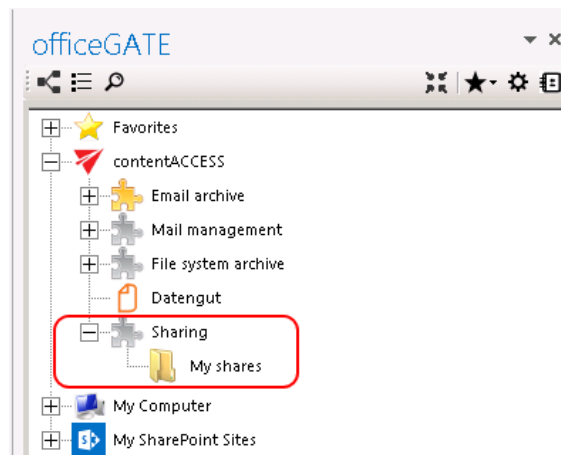 officeGATE
Favorites
contentACCESS
Email archive
Mail management
File system archive
Datengut
Sharing
My shares
My Computer
My SharePoint Sites